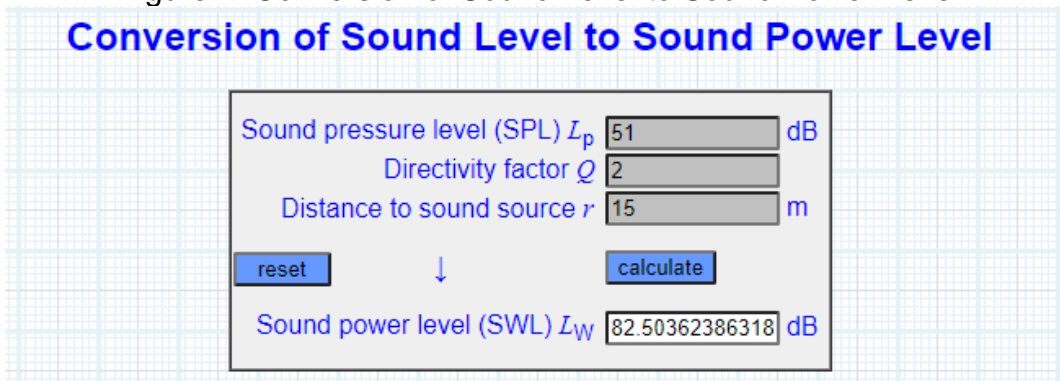 Conversion of Sound Level to Sound Power Level
Sound pressure level (SPL) Lp 51 dB
Directivity factor Q 2
Distance to sound source r 15 m
reset ↓ calculate
Sound power level (SWL) LW 82.50362386318 dB